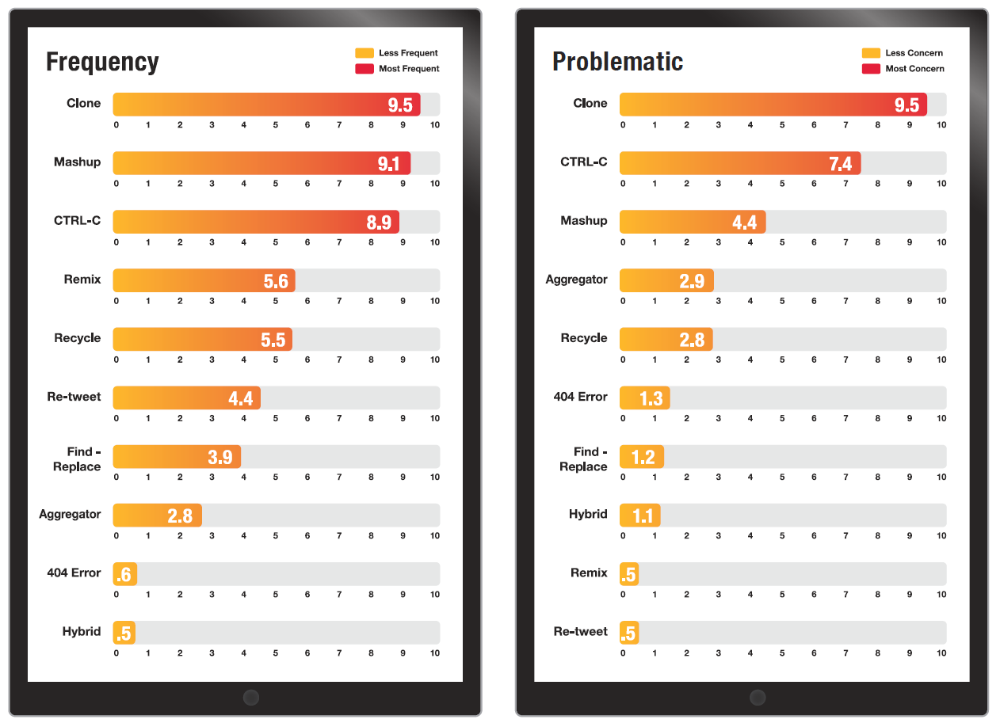 Frequency
Less Frequent
Most Frequent
Clone
9.5
0 1 2 3 4 5 6 7 8 9 10
Mashup
9.1
0 1 2 3 4 5 6 7 8 9 10
CTRL-C
8.9
0 1 2 3 4 5 6 7 8 9 10
Remix
5.6
0 1 2 3 4 5 6 7 8 9 10
Recycle
5.5
0 1 2 3 4 5 6 7 8 9 10
Re-tweet
4.4
0 1 2 3 4 5 6 7 8 9 10
Find -
Replace
3.9
0 1 2 3 4 5 6 7 8 9 10
Aggregator
2.8
0 1 2 3 4 5 6 7 8 9 10
404 Error
.6
0 1 2 3 4 5 6 7 8 9 10
Hybrid
.5
0 1 2 3 4 5 6 7 8 9 10
Problematic
Less Concern
Most Concern
Clone
9.5
0 1 2 3 4 5 6 7 8 9 10
CTRL-C
7.4
0 1 2 3 4 5 6 7 8 9 10
Mashup
4.4
0 1 2 3 4 5 6 7 8 9 10
Aggregator
2.9
0 1 2 3 4 5 6 7 8 9 10
Recycle
2.8
0 1 2 3 4 5 6 7 8 9 10
404 Error
1.3
0 1 2 3 4 5 6 7 8 9 10
Find -
Replace
1.2
0 1 2 3 4 5 6 7 8 9 10
Hybrid
1.1
0 1 2 3 4 5 6 7 8 9 10
Remix
.5
0 1 2 3 4 5 6 7 8 9 10
Re-tweet
.5
0 1 2 3 4 5 6 7 8 9 10